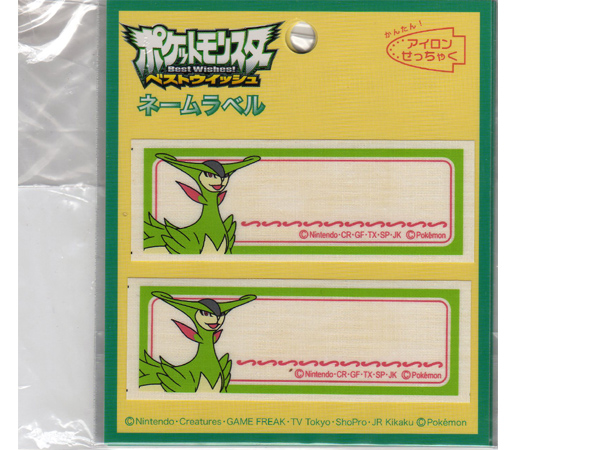 ポケットモンスター
Best Wishes!
ベストウイッシュ
ネームラベル
かんたん!
アイロン
せっちゃく
©Nintendo・CR・GF・TX・SP・JK ©Pokémon
©Nintendo・CR・GF・TX・SP・JK ©Pokémon
©Nintendo・Creatures・GAME FREAK・TV Tokyo・ShoPro・JR Kikaku ©Pokémon